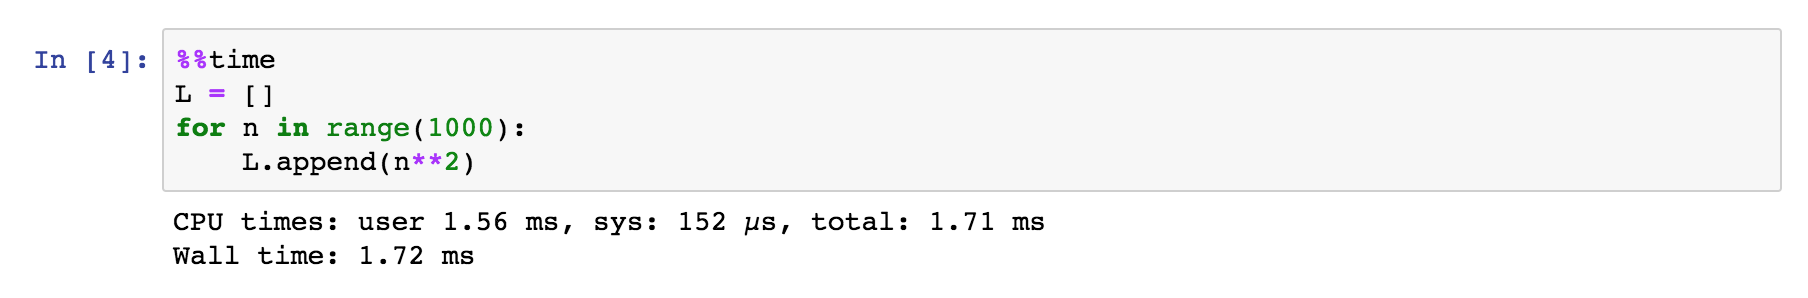 In [4]: %%time
L = []
for n in range(1000):
    L.append(n**2)
CPU times: user 1.56 ms, sys: 152 µs, total: 1.71 ms
Wall time: 1.72 ms